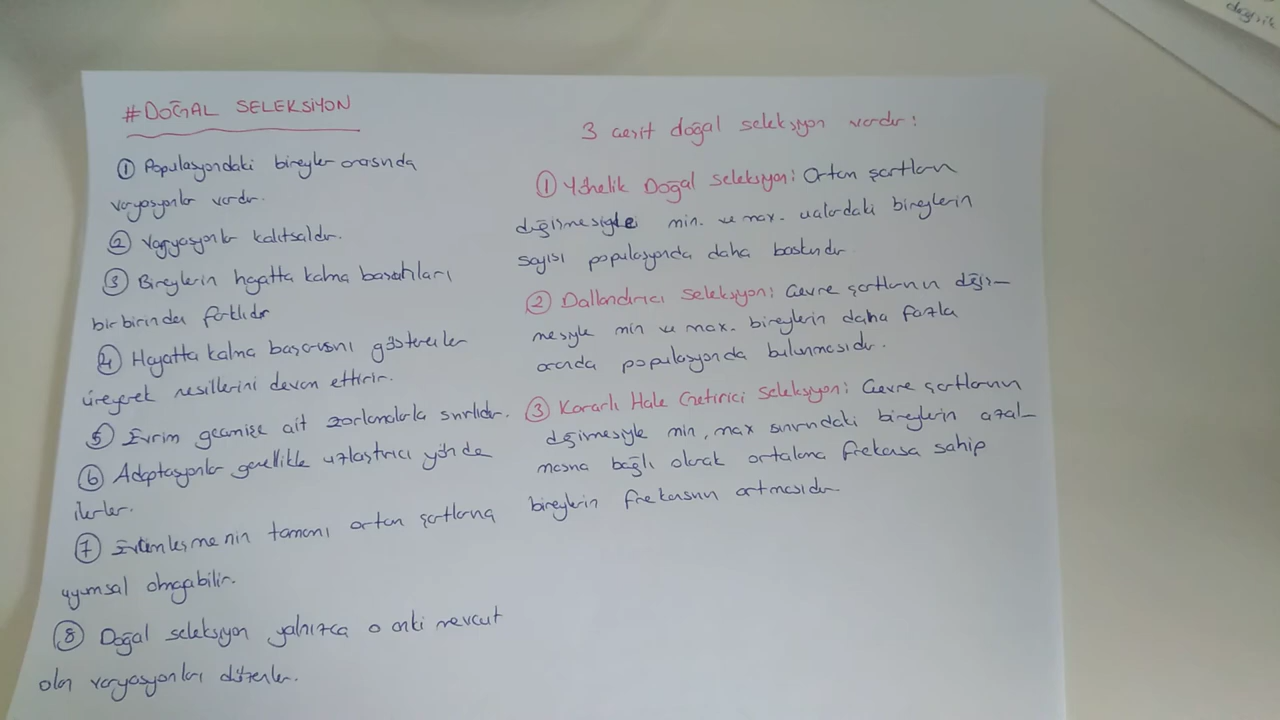 #DOĞAL SELEKSİYON
① Populasyondaki bireyler arasında
varyasyonlar vardır.
② Varyasyonlar kalıtsaldır.
③ Bireylerin hayatta kalma başarıları
birbirinden farklıdır
④ Hayatta kalma başarısını gösterenler
üreyerek nesillerini devam ettirir.
⑤ Evrim geçmişe ait zorlamalarla sınırlıdır.
⑥ Adaptasyonlar genellikle uzlaştırıcı yönde
ilerler.
⑦ Evrimleşmenin tamamı ortam şartlarına
uyumsal olmayabilir.
⑧ Doğal seleksiyon yalnızca o anki mevcut
olan varyasyonları düzenler.
3 çeşit doğal seleksiyon vardır:
① Yönelik Doğal Seleksiyon: Ortam şartların
değişmesiyle min. ve max. uçlardaki bireylerin
sayısı populasyonda daha baskındır
② Dallandırıcı Seleksiyon: Çevre şartlarının değiş-
mesiyle min ve max. bireylerin daha fazla
oranda populasyonda bulunmasıdır.
③ Kararlı Hale Getirici Seleksiyon: Çevre şartlarının
değişmesiyle min, max sınırındaki bireylerin azal-
masına bağlı olarak ortalama frekansa sahip
bireylerin frekansının artmasıdır.
değişik